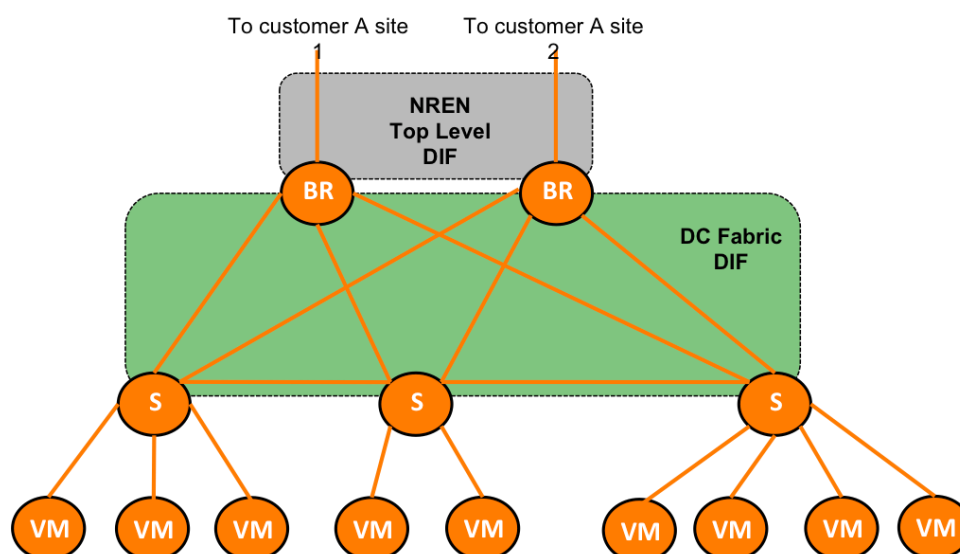 To customer A site
1
To customer A site
2
NREN
Top Level
DIF
BR
BR
DC Fabric
DIF
S
S
S
VM
VM
VM
VM
VM
VM
VM
VM
VM